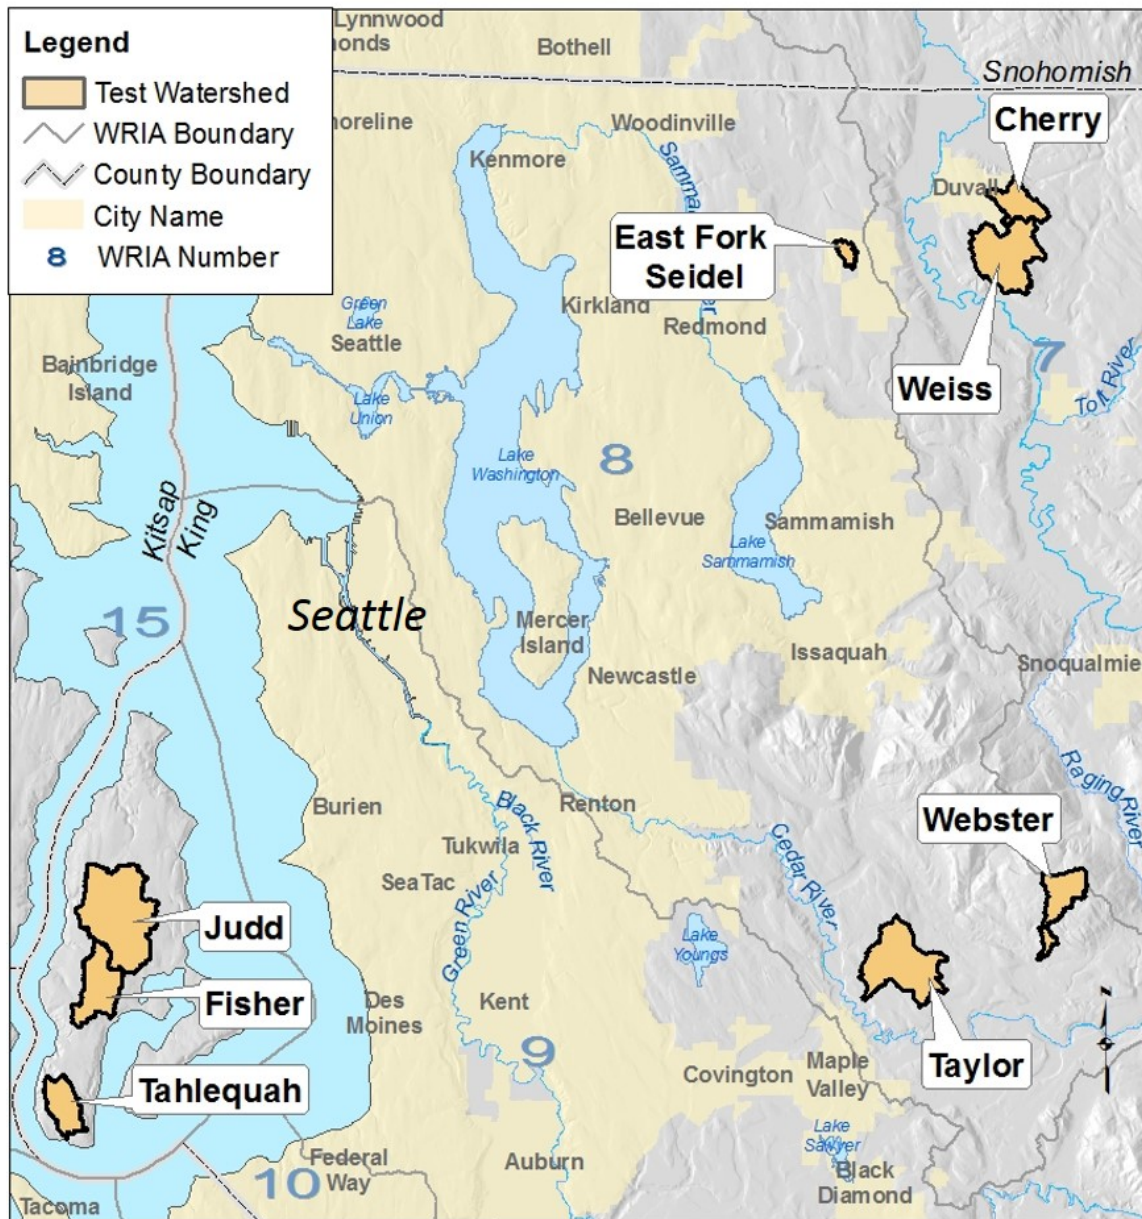 Legend
Test Watershed
WRIA Boundary
County Boundary
City Name
8 WRIA Number
Lynnwood
Bothell
Snohomish
Cherry
Woodinville
Kenmore
Duvall
East Fork
Seidel
Green
Lake
Seattle
Kirkland
Redmond
Weiss
7
Tolt River
Bainbridge
Island
Lake
Union
Lake
Washington
8
Bellevue
Sammamish
Lake
Sammamish
Kitsap
King
15
Seattle
Mercer
Island
Newcastle
Issaquah
Snoqualmie
Raging River
Burien
Black River
Renton
Tukwila
SeaTac
Green River
Cedar River
Webster
Judd
Fisher
Lake
Youngs
Des
Moines
Kent
9
Taylor
Tahlequah
Covington
Maple
Valley
Lake
Sawyer
Black
Diamond
Federal
Way
10
Auburn
Tacoma
z